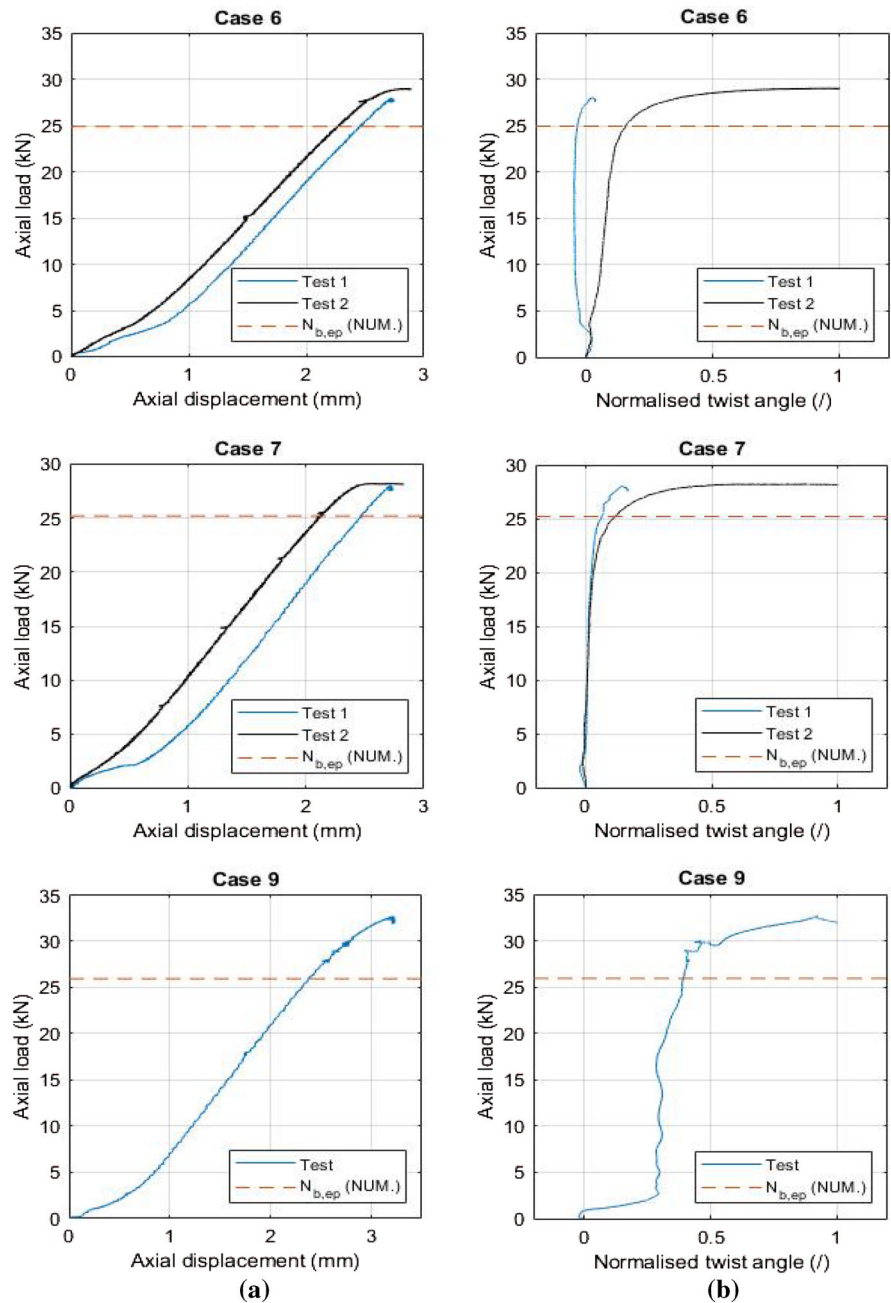 Case 6
35
30
25
20
15
10
5
0
Axial load (kN)
Test 1
Test 2
N_b,ep (NUM.)
0 1 2 3
Axial displacement (mm)
Case 6
35
30
25
20
15
10
5
0
Axial load (kN)
Test 1
Test 2
N_b,ep (NUM.)
0 0.5 1
Normalised twist angle (/)
Case 7
30
25
20
15
10
5
0
Axial load (kN)
Test 1
Test 2
N_b,ep (NUM.)
0 1 2 3
Axial displacement (mm)
Case 7
30
25
20
15
10
5
0
Axial load (kN)
Test 1
Test 2
N_b,ep (NUM.)
0 0.5 1
Normalised twist angle (/)
Case 9
35
30
25
20
15
10
5
0
Axial load (kN)
Test
N_b,ep (NUM.)
0 1 2 3
Axial displacement (mm)
(a)
Case 9
35
30
25
20
15
10
5
0
Axial load (kN)
Test
N_b,ep (NUM.)
0 0.5 1
Normalised twist angle (/)
(b)